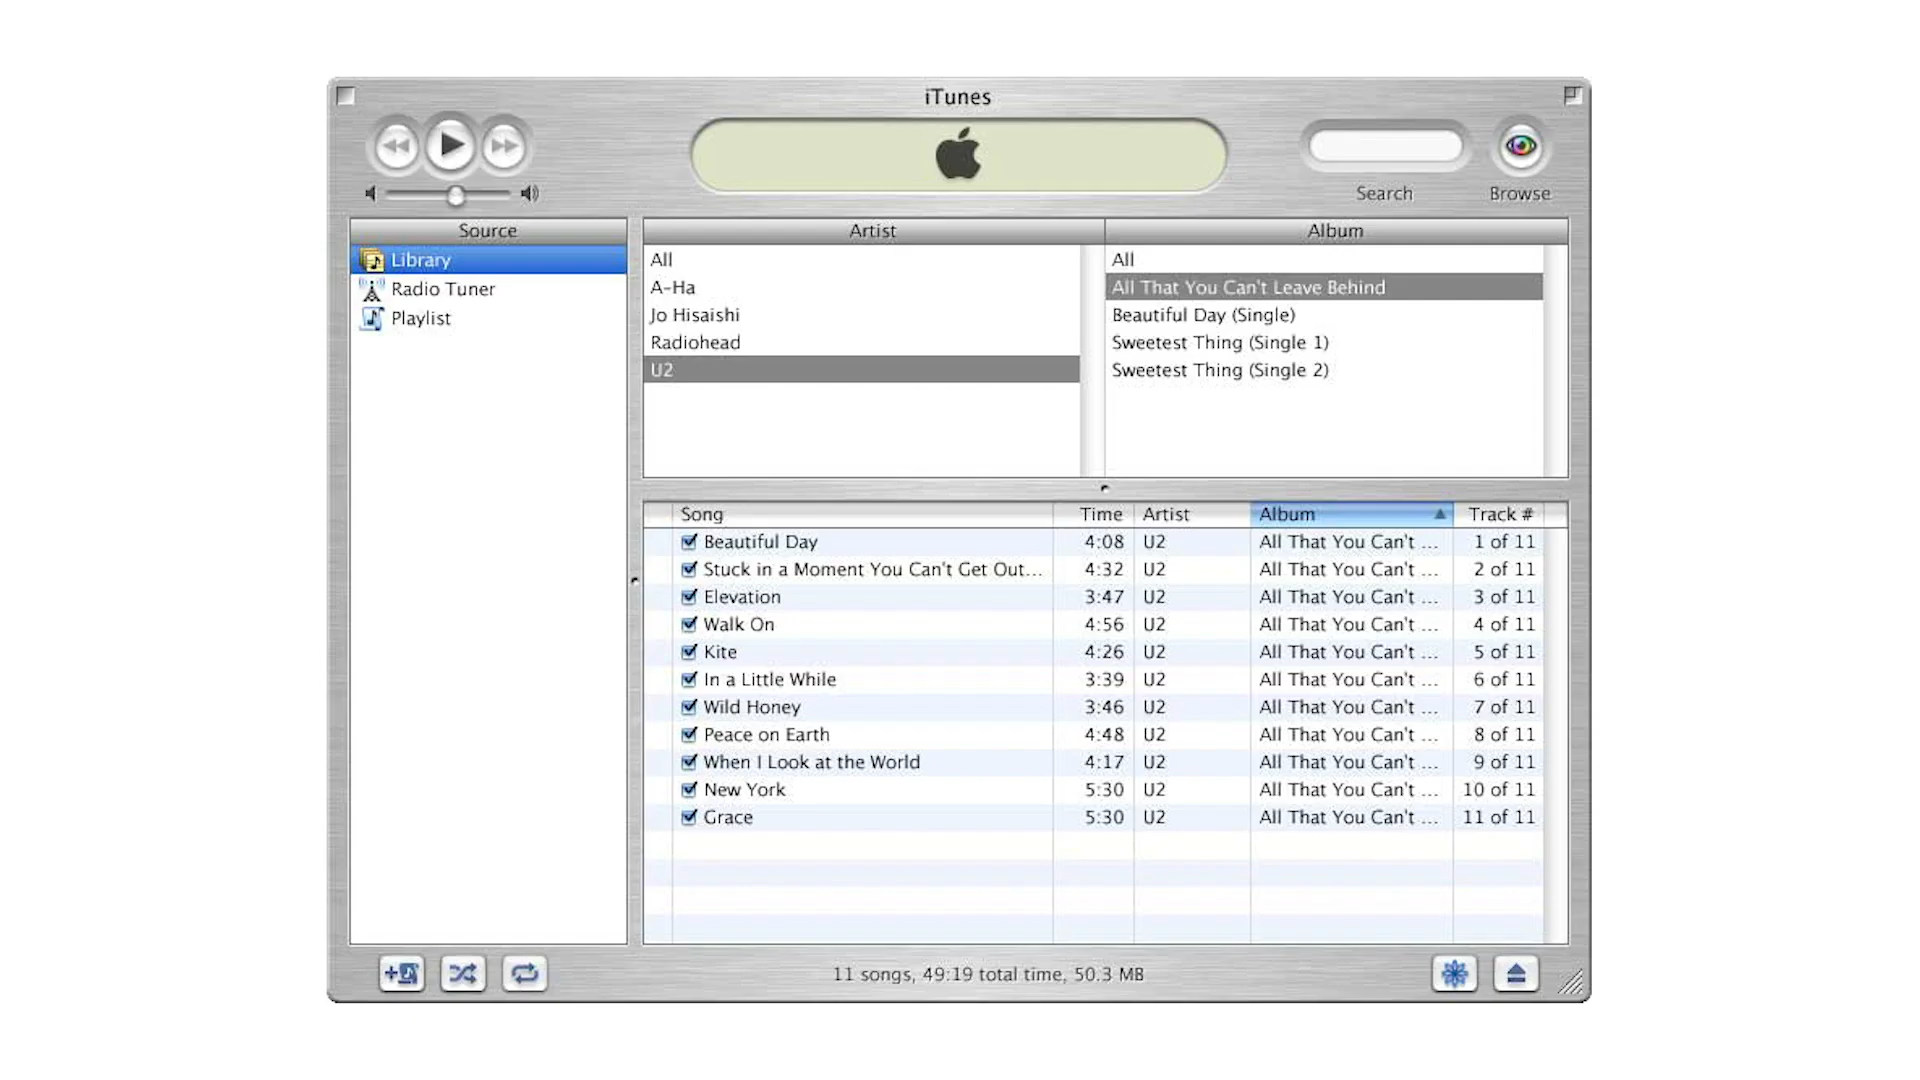 iTunes
Search
Browse
Source
Library
Radio Tuner
Playlist
Artist
All
A-Ha
Jo Hisaishi
Radiohead
U2
Album
All
All That You Can't Leave Behind
Beautiful Day (Single)
Sweetest Thing (Single 1)
Sweetest Thing (Single 2)
Song Time Artist Album Track #
Beautiful Day 4:08 U2 All That You Can't ... 1 of 11
Stuck in a Moment You Can't Get Out... 4:32 U2 All That You Can't ... 2 of 11
Elevation 3:47 U2 All That You Can't ... 3 of 11
Walk On 4:56 U2 All That You Can't ... 4 of 11
Kite 4:26 U2 All That You Can't ... 5 of 11
In a Little While 3:39 U2 All That You Can't ... 6 of 11
Wild Honey 3:46 U2 All That You Can't ... 7 of 11
Peace on Earth 4:48 U2 All That You Can't ... 8 of 11
When I Look at the World 4:17 U2 All That You Can't ... 9 of 11
New York 5:30 U2 All That You Can't ... 10 of 11
Grace 5:30 U2 All That You Can't ... 11 of 11
11 songs, 49:19 total time, 50.3 MB